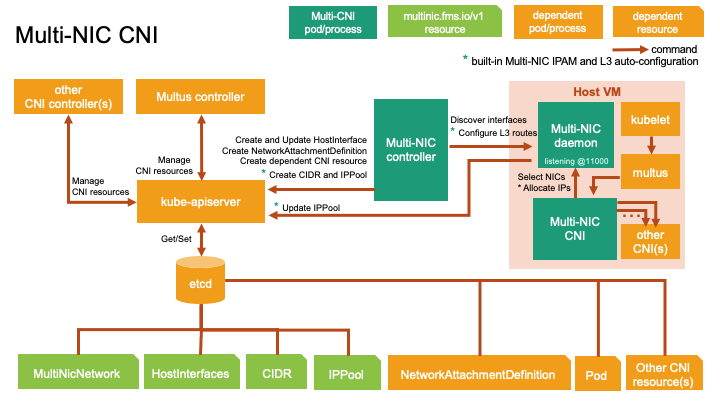 Multi-NIC CNI
Multi-CNI
pod/process
multinic.fms.io/v1
resource
dependent
pod/process
dependent
resource
command
* built-in Multi-NIC IPAM and L3 auto-configuration
other
CNI controller(s)
Multus controller
Multi-NIC
controller
Discover interfaces
* Configure L3 routes
Host VM
Multi-NIC
daemon
listening @11000
kubelet
multus
Create and Update HostInterface
Create NetworkAttachmentDefinition
Create dependent CNI resource
* Create CIDR and IPPool
Manage
CNI resources
Manage
CNI resources
kube-apiserver
* Update IPPool
Select NICs
* Allocate IPs
Multi-NIC
CNI
...
other
CNI(s)
Get/Set
etcd
MultiNicNetwork
HostInterfaces
CIDR
IPPool
NetworkAttachmentDefinition
Pod
Other CNI
resource(s)